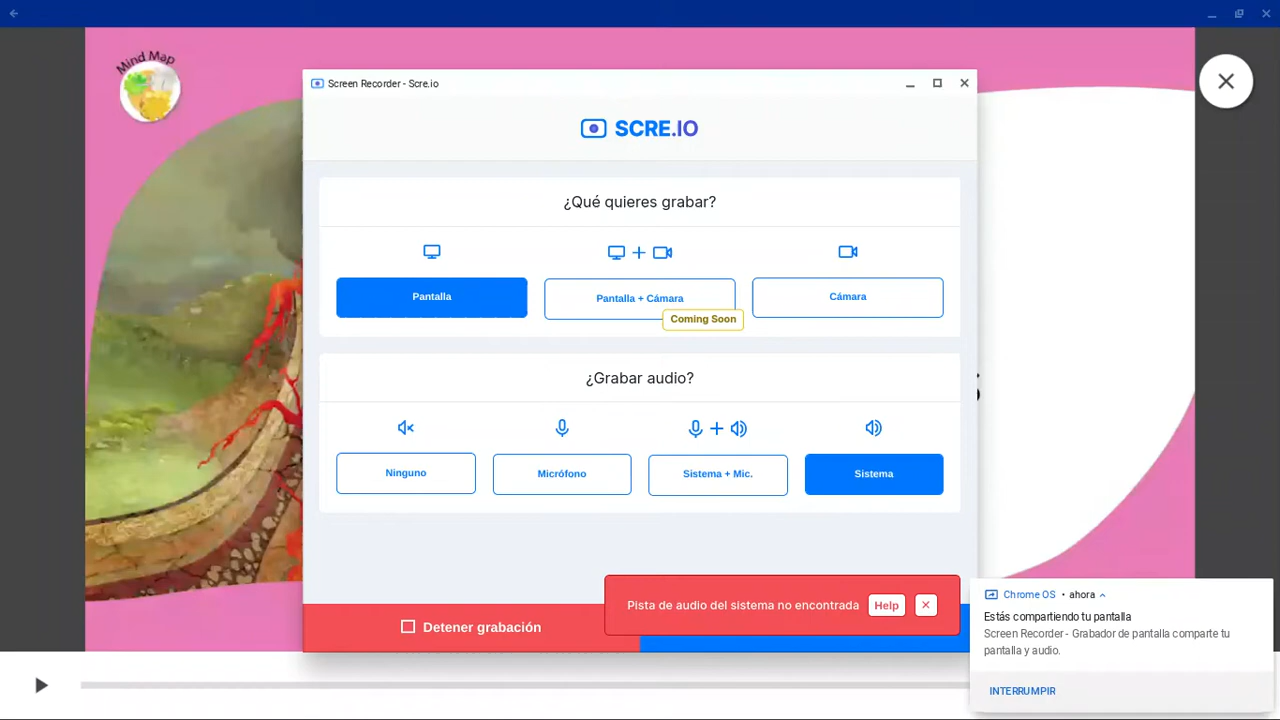 Mind Map
Screen Recorder - Scre.io
SCRE.IO
¿Qué quieres grabar?
Pantalla
Pantalla + Cámara
Cámara
Coming Soon
¿Grabar audio?
Ninguno
Micrófono
Sistema + Mic.
Sistema
Pista de audio del sistema no encontrada
Help
Detener grabación
Chrome OS • ahora
Estás compartiendo tu pantalla
Screen Recorder - Grabador de pantalla comparte tu
pantalla y audio.
INTERRUMPIR